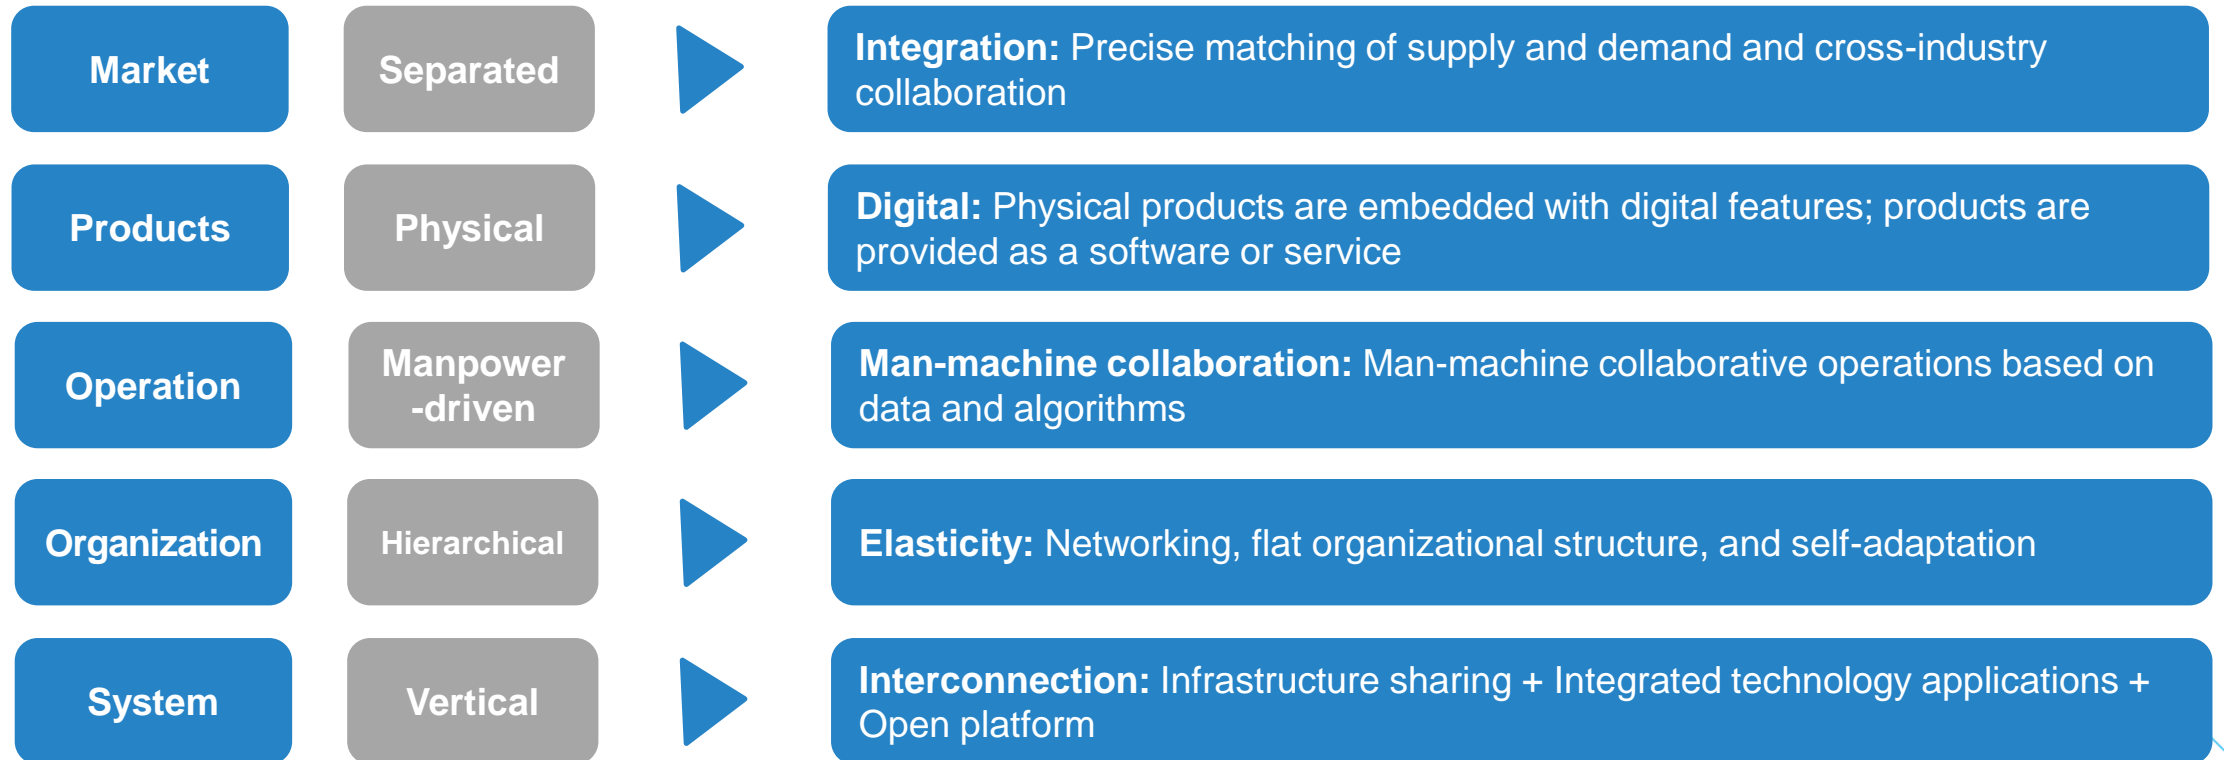 Market
Separated
Integration: Precise matching of supply and demand and cross-industry
collaboration
Products
Physical
Digital: Physical products are embedded with digital features; products are
provided as a software or service
Operation
Manpower
-driven
Man-machine collaboration: Man-machine collaborative operations based on
data and algorithms
Organization
Hierarchical
Elasticity: Networking, flat organizational structure, and self-adaptation
System
Vertical
Interconnection: Infrastructure sharing + Integrated technology applications +
Open platform